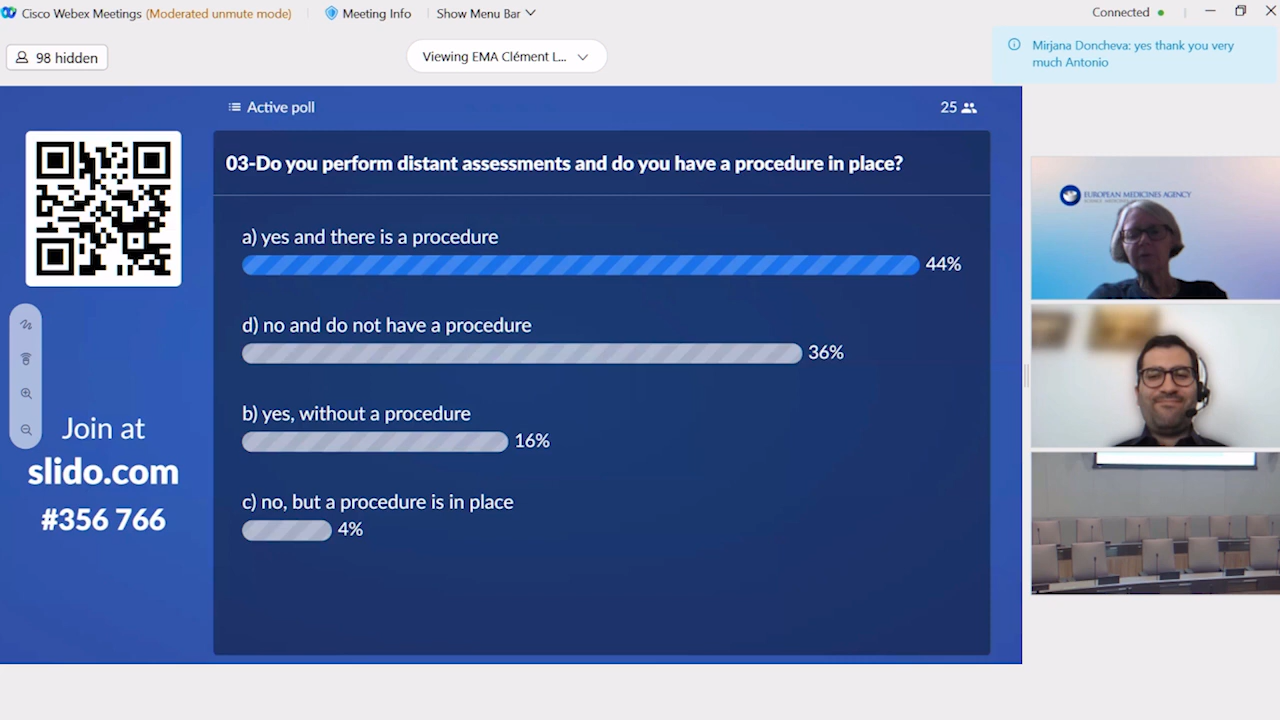 Cisco Webex Meetings (Moderated unmute mode)
Meeting Info
Show Menu Bar
Connected
98 hidden
Viewing EMA Clément L...
Mirjana Doncheva: yes thank you very
much Antonio
Active poll
25
03-Do you perform distant assessments and do you have a procedure in place?
a) yes and there is a procedure
44%
d) no and do not have a procedure
36%
b) yes, without a procedure
16%
c) no, but a procedure is in place
4%
Join at
slido.com
#356 766
EUROPEAN MEDICINES AGENCY